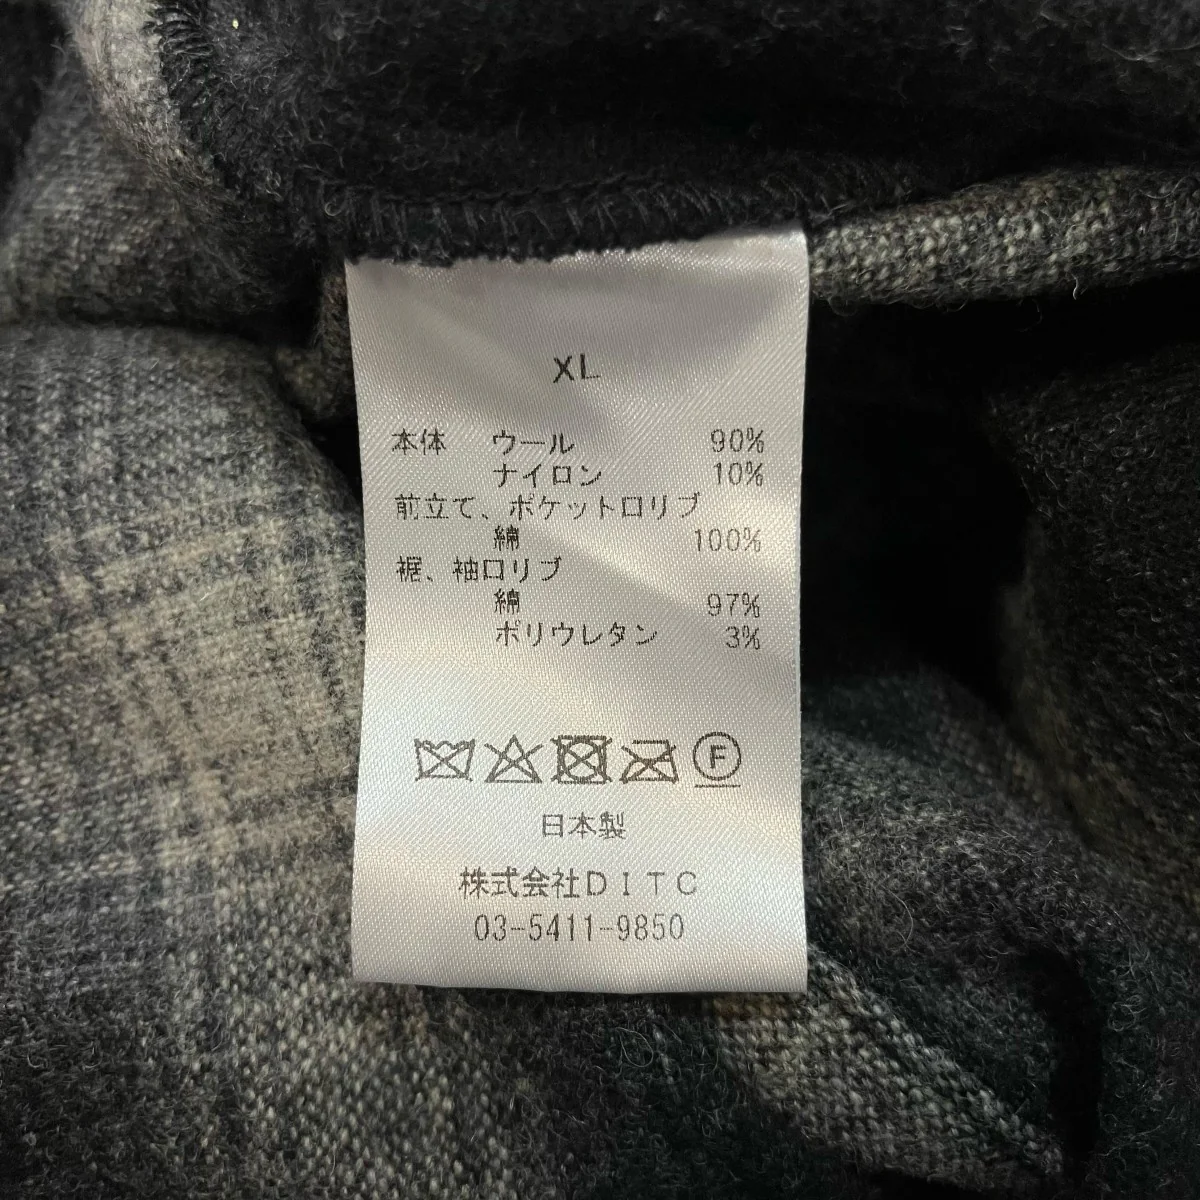 XL
本体 ウール 90%
ナイロン 10%
前立て、ポケット口リブ
綿 100%
裾、袖口リブ
綿 97%
ポリウレタン 3%
F
日本製
株式会社DITC
03-5411-9850